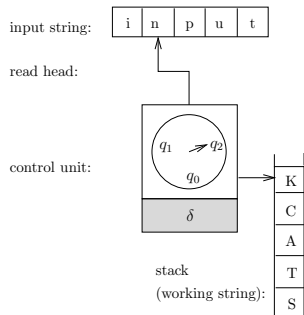 input string: i n p u t
read head:
q₁ q₂
control unit: q₀
K
δ C
A
stack T
(working string): S